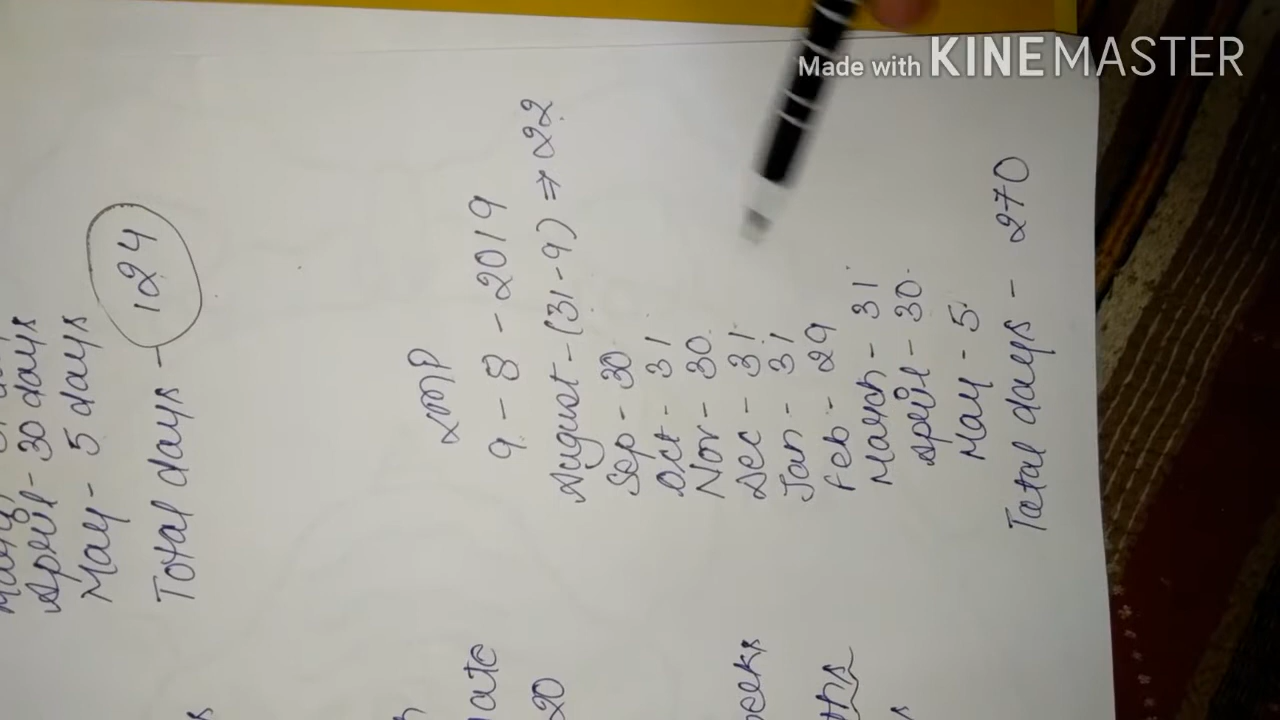 Made with KINEMASTER
April - 30 days
May - 5 days
Total days - 124
LMP
9 - 8 - 2019
August - (31 - 9) ⇒ 22
Sep - 30
Oct - 31
Nov - 30
Dec - 31
Jan - 31
Feb - 29
March - 31
April - 30
May - 5
Total days - 270
20